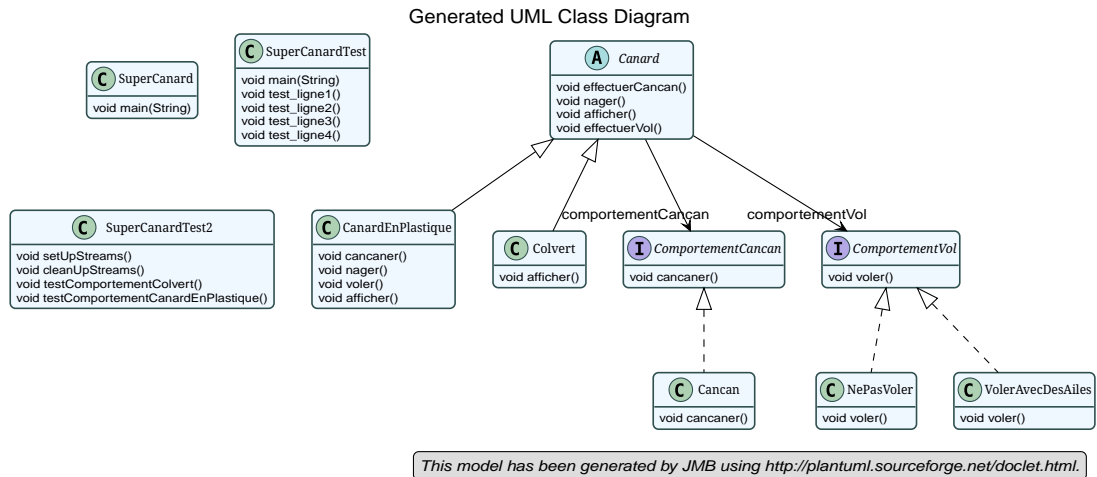 Generated UML Class Diagram
C SuperCanard
void main(String)
C SuperCanardTest
void main(String)
void test_ligne1()
void test_ligne2()
void test_ligne3()
void test_ligne4()
A Canard
void effectuerCancan()
void nager()
void afficher()
void effectuerVol()
comportementCancan
comportementVol
C SuperCanardTest2
void setUpStreams()
void cleanUpStreams()
void testComportementColvert()
void testComportementCanardEnPlastique()
C CanardEnPlastique
void cancaner()
void nager()
void voler()
void afficher()
C Colvert
void afficher()
I ComportementCancan
void cancaner()
I ComportementVol
void voler()
C Cancan
void cancaner()
C NePasVoler
void voler()
C VolerAvecDesAiles
void voler()
This model has been generated by JMB using http://plantuml.sourceforge.net/doclet.html.